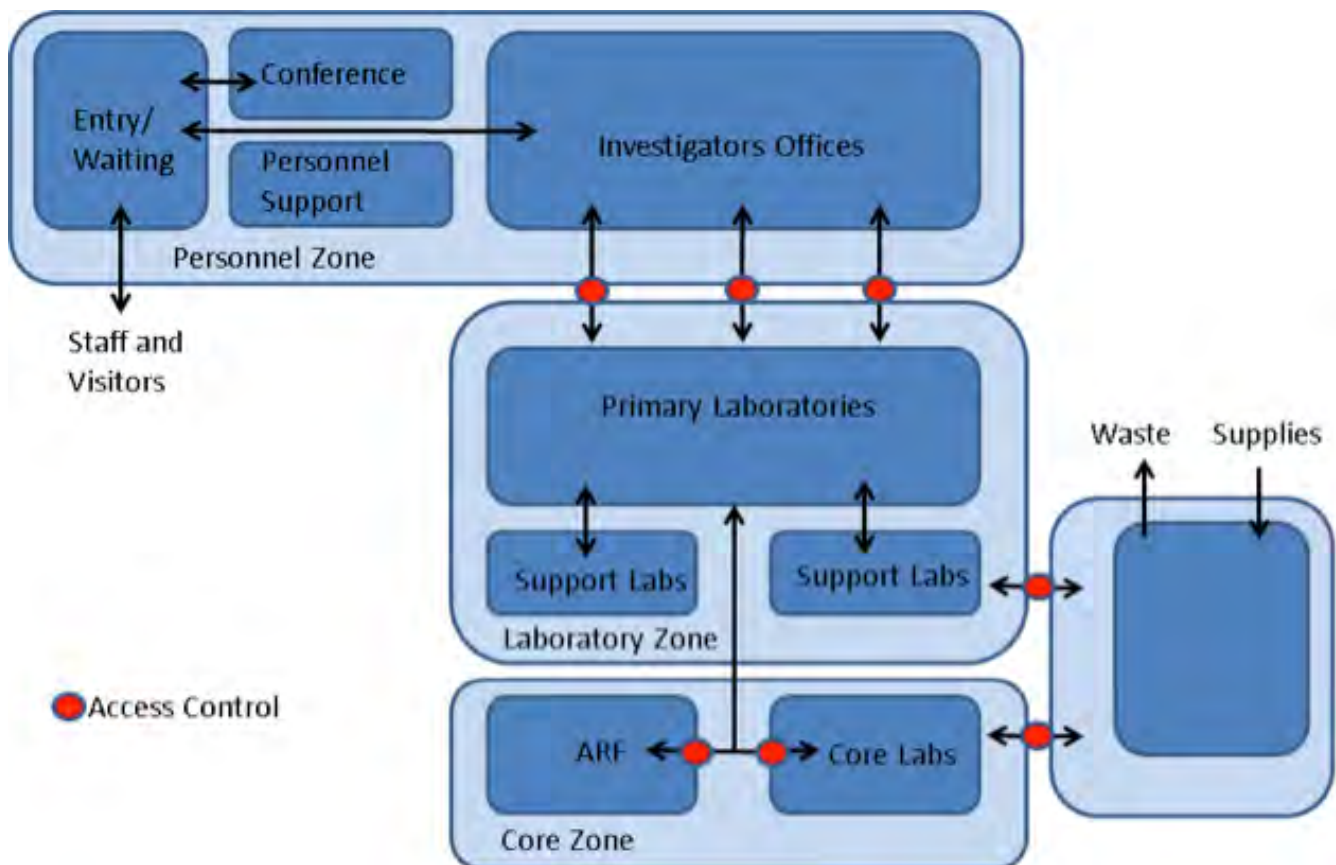 Conference
Entry/
Waiting
Investigators Offices
Personnel
Support
Personnel Zone
Staff and
Visitors
Primary Laboratories
Waste
Supplies
Support Labs
Support Labs
Laboratory Zone
Access Control
ARF
Core Labs
Core Zone